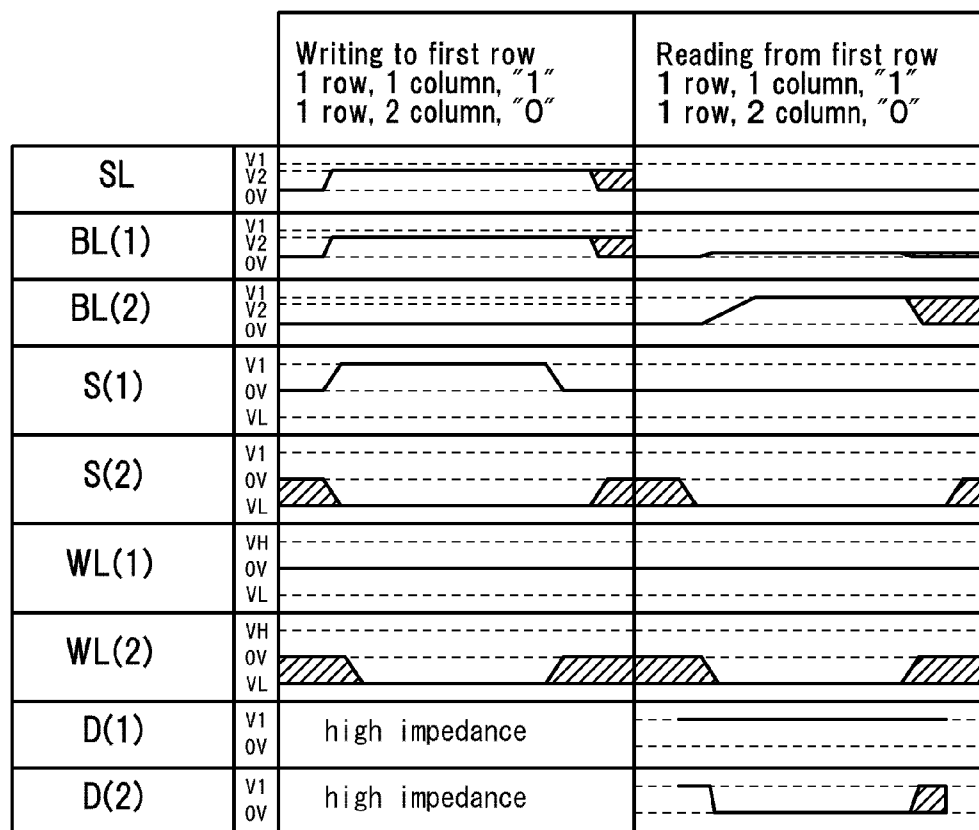 Writing to first row
1 row, 1 column, "1"
1 row, 2 column, "0"
Reading from first row
1 row, 1 column, "1"
1 row, 2 column, "0"
SL
V1
V2
0V
BL(1)
V1
V2
0V
BL(2)
V1
V2
0V
S(1)
V1
0V
VL
S(2)
V1
0V
VL
WL(1)
VH
0V
VL
WL(2)
VH
0V
VL
D(1)
V1
0V
high impedance
D(2)
V1
0V
high impedance